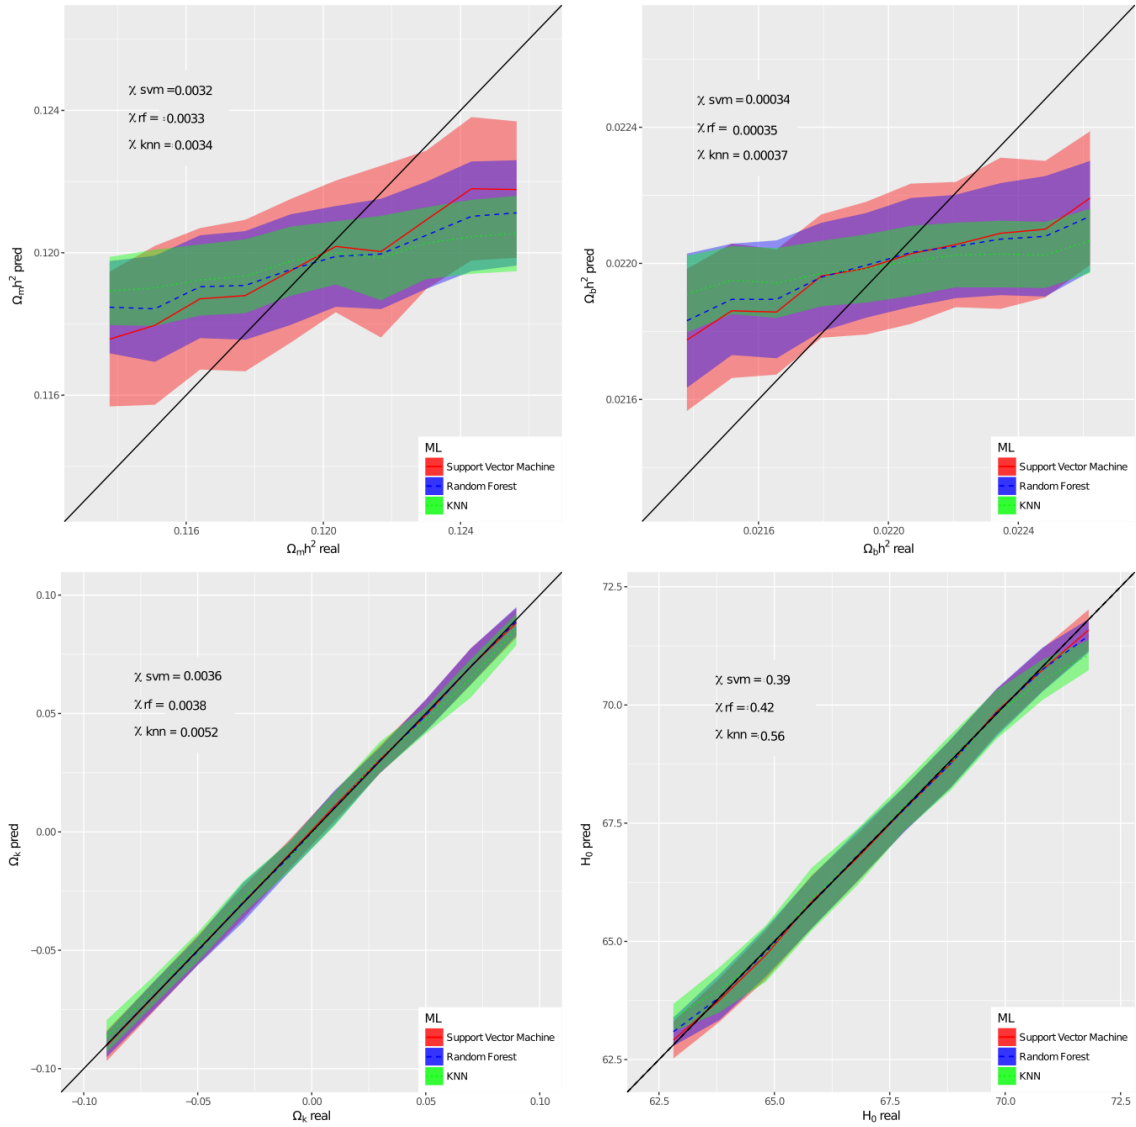 χ svm = 0.0032
χ rf = 0.0033
χ knn = 0.0034
0.124
0.120
0.116
Ωmh² pred
ML
Support Vector Machine
Random Forest
KNN
0.116 0.120 0.124
Ωmh² real
χ svm = 0.00034
χ rf = 0.00035
χ knn = 0.00037
0.0224
0.0220
0.0216
Ωbh² pred
ML
Support Vector Machine
Random Forest
KNN
0.0216 0.0220 0.0224
Ωbh² real
χ svm = 0.0036
χ rf = 0.0038
χ knn = 0.0052
0.10
0.05
0.00
−0.05
−0.10
Ωk pred
ML
Support Vector Machine
Random Forest
KNN
−0.10 −0.05 0.00 0.05 0.10
Ωk real
χ svm = 0.39
χ rf = 0.42
χ knn = 0.56
72.5
70.0
67.5
65.0
62.5
H₀ pred
ML
Support Vector Machine
Random Forest
KNN
62.5 65.0 67.5 70.0 72.5
H₀ real